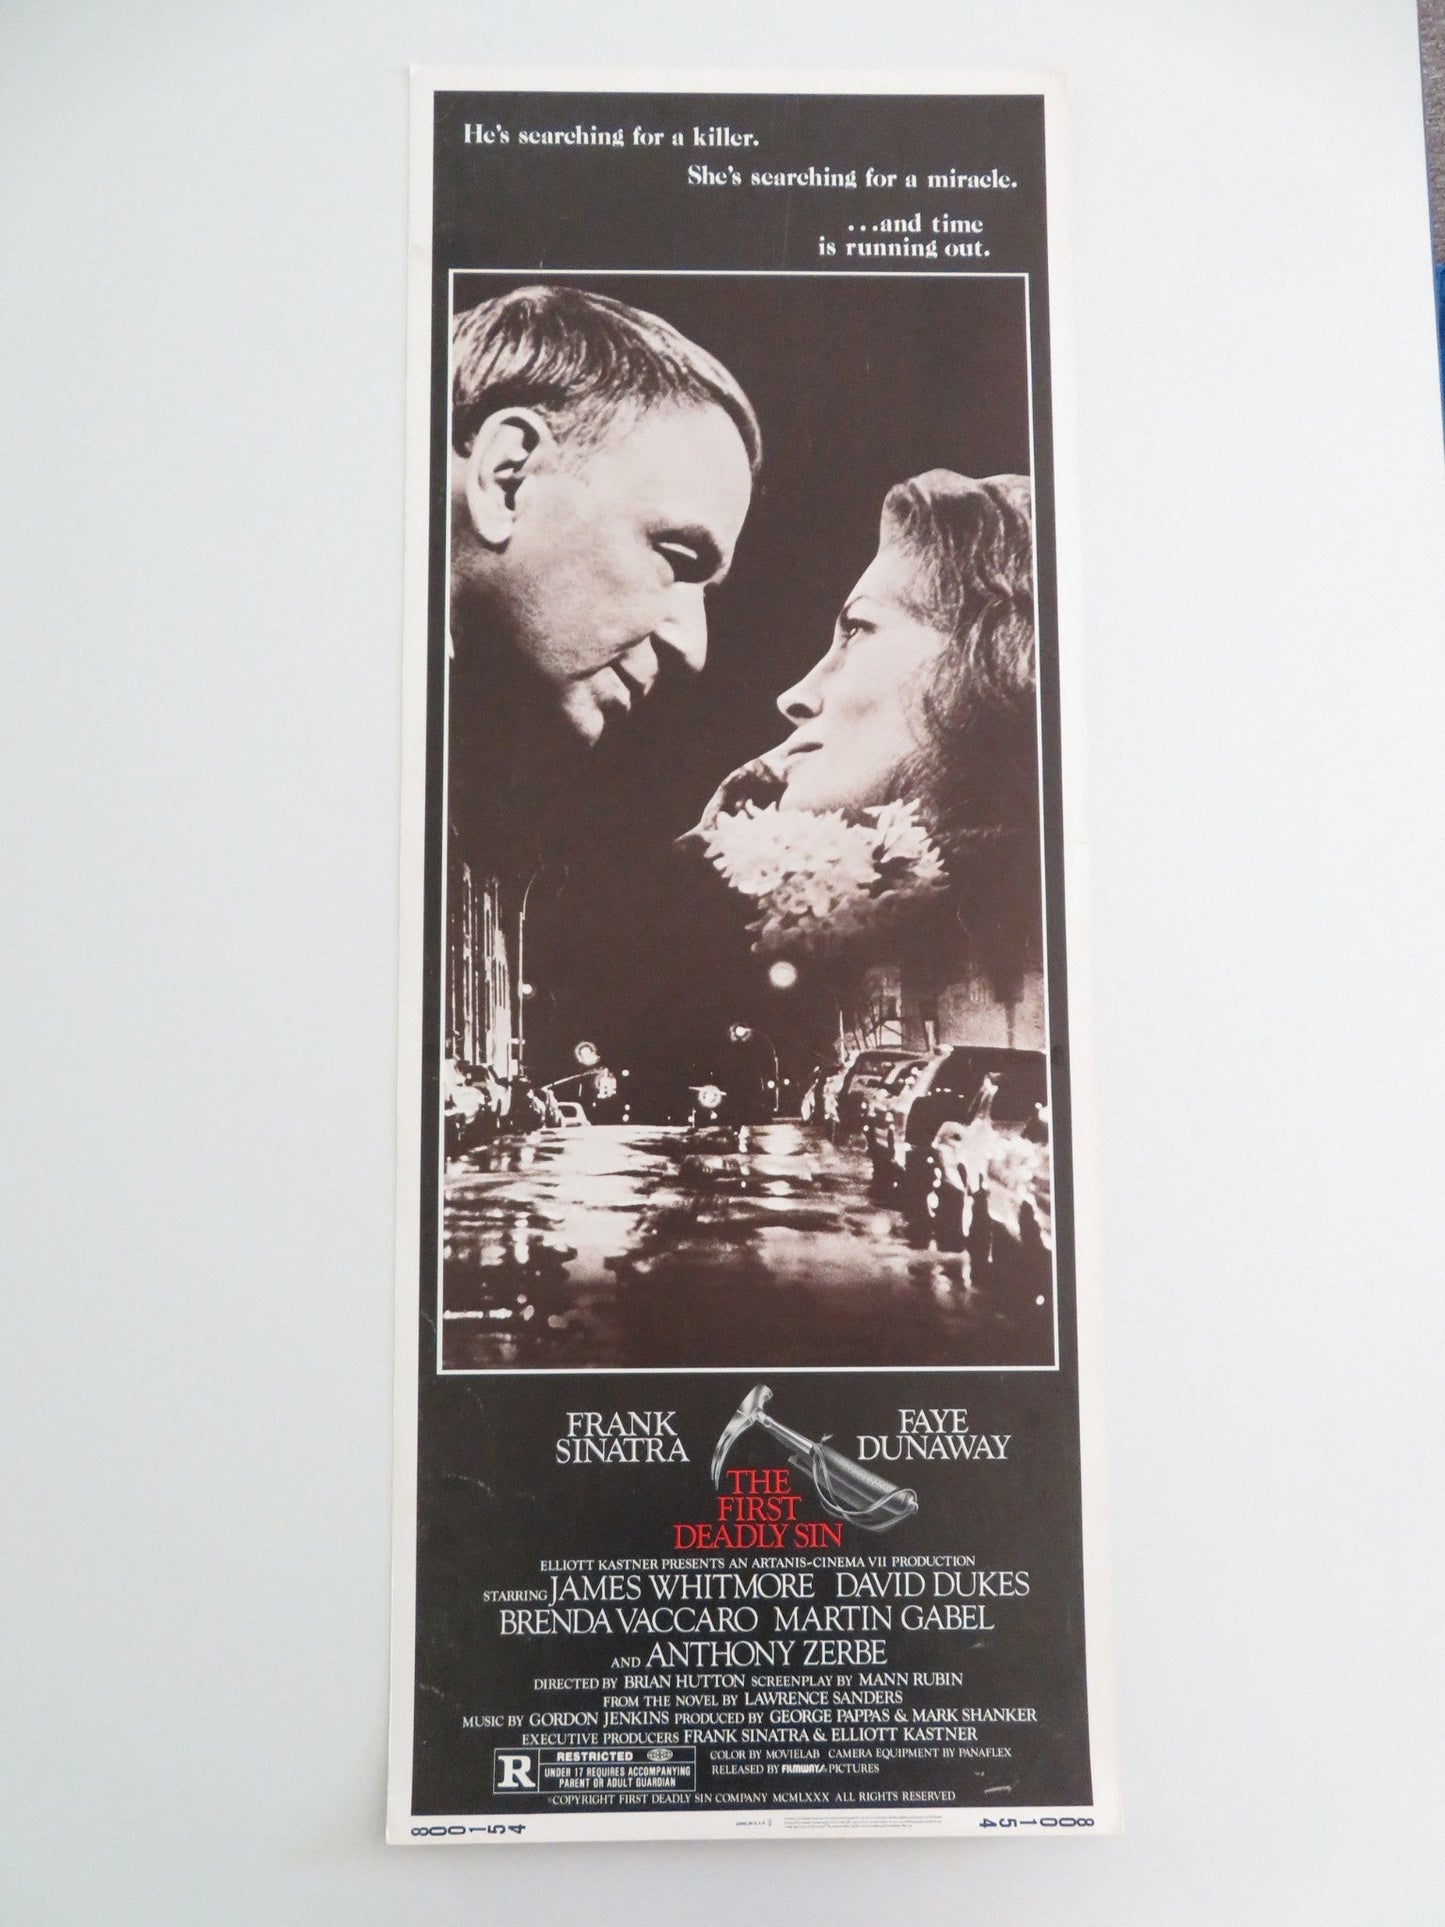 He's searching for a killer.
She's searching for a miracle.
...and time
is running out.
FRANK
SINATRA
FAYE
DUNAWAY
THE
FIRST
DEADLY SIN
ELLIOTT KASTNER PRESENTS AN ARTANIS-CINEMA VII PRODUCTION
STARRING JAMES WHITMORE DAVID DUKES
BRENDA VACCARO MARTIN GABEL
AND ANTHONY ZERBE
DIRECTED BY BRIAN HUTTON SCREENPLAY BY MANN RUBIN
FROM THE NOVEL BY LAWRENCE SANDERS
MUSIC BY GORDON JENKINS PRODUCED BY GEORGE PAPPAS & MARK SHANKER
EXECUTIVE PRODUCERS FRANK SINATRA & ELLIOTT KASTNER
R RESTRICTED
UNDER 17 REQUIRES ACCOMPANYING
PARENT OR ADULT GUARDIAN
COLOR BY MOVIELAB CAMERA EQUIPMENT BY PANAFLEX
RELEASED BY FILMWAYS PICTURES
©COPYRIGHT FIRST DEADLY SIN COMPANY MCMLXXX ALL RIGHTS RESERVED
800154
800154